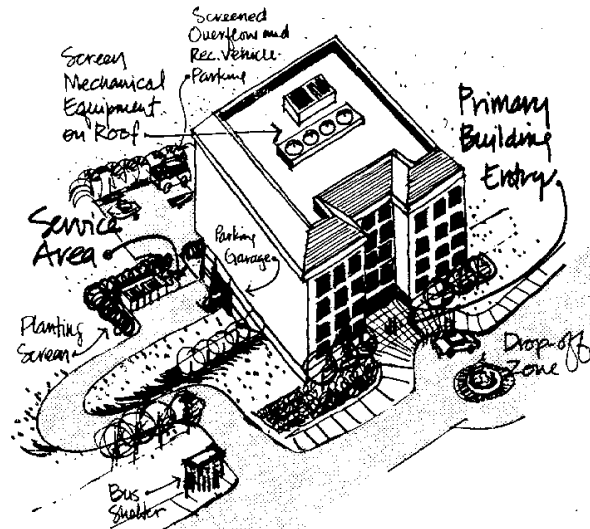 Screened
Overflow and
Rec. Vehicle
Parking
Screen
Mechanical
Equipment
on Roof
Primary
Building
Entry
Service
Area
Parking
Garage
Planting
Screen
Drop-off
Zone
Bus
Shelter